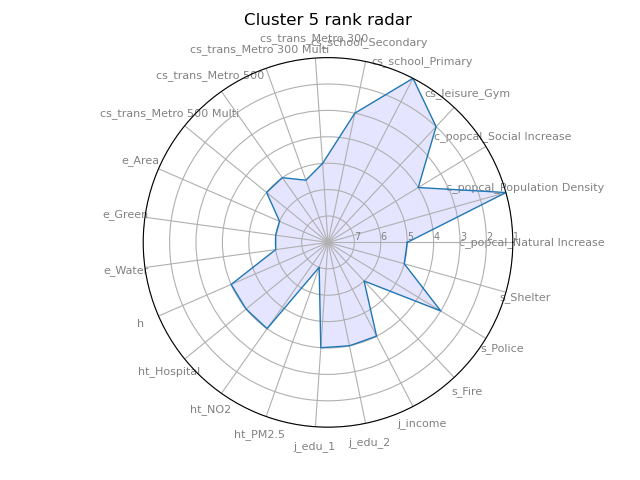 Cluster 5 rank radar
cs_trans_Metro 300
cs_school_Secondary
cs_trans_Metro 300 Multi
cs_school_Primary
cs_trans_Metro 500
cs_leisure_Gym
cs_trans_Metro 500 Multi
c_popcal_Social Increase
e_Area
c_popcal_Population Density
e_Green
7 6 5 4 3 2 1
c_popcal_Natural Increase
e_Water
s_Shelter
h
s_Police
ht_Hospital
s_Fire
ht_NO2
j_income
ht_PM2.5
j_edu_2
j_edu_1